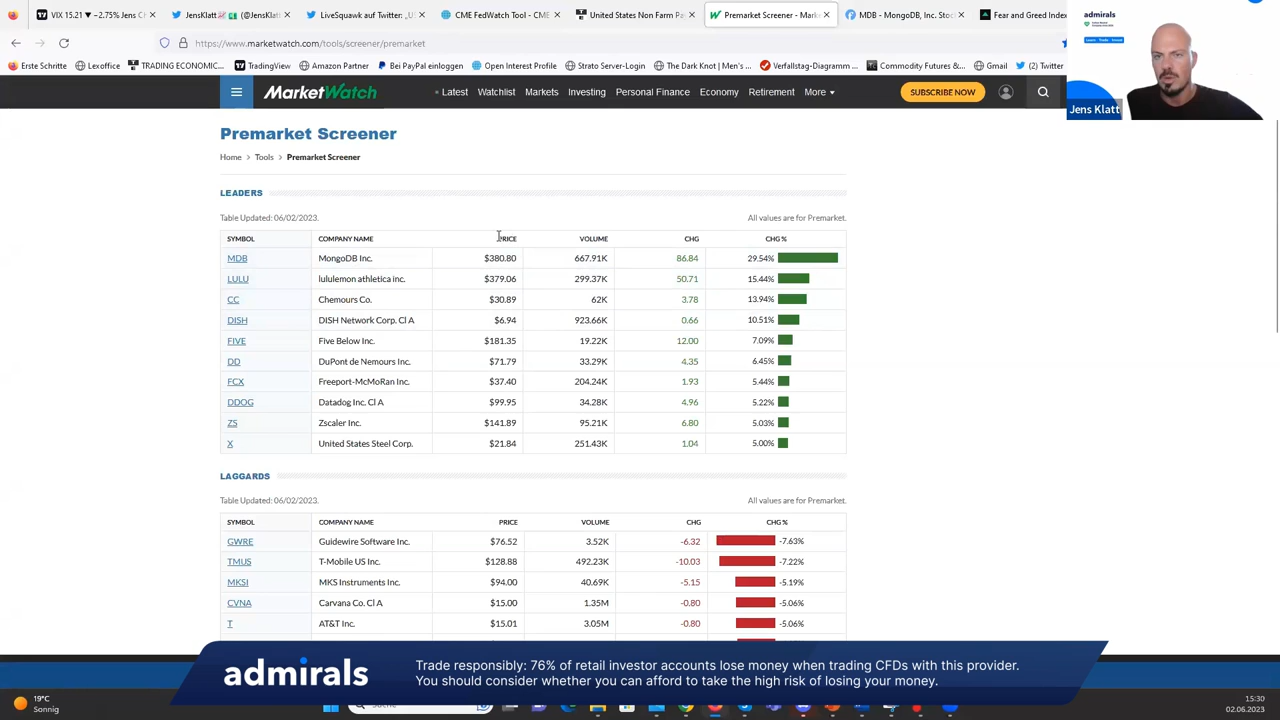 VIX 15.21 ▼ −2.75% Jens C
JensKlatt
LiveSquawk auf Twitter:
CME FedWatch Tool - CME
United States Non Farm Pa
Premarket Screener - Mark
MDB - MongoDB, Inc. Stoc
Fear and Greed Index
https://www.marketwatch.com/tools/screener
Erste Schritte
Lexoffice
TRADING ECONOMIC...
TradingView
Amazon Partner
Bei PayPal einloggen
Open Interest Profile
Strato Server-Login
The Dark Knot | Men's ...
Verfallstag-Diagramm ...
Commodity Futures &...
Gmail
(2) Twitter
admirals
Jens Klatt
MarketWatch
Latest Watchlist Markets Investing Personal Finance Economy Retirement More
SUBSCRIBE NOW
Premarket Screener
Home > Tools > Premarket Screener
LEADERS
Table Updated: 06/02/2023. All values are for Premarket.
SYMBOL COMPANY NAME PRICE VOLUME CHG CHG %
MDB MongoDB Inc. $380.80 667.91K 86.84 29.54%
LULU lululemon athletica inc. $379.06 299.37K 50.71 15.44%
CC Chemours Co. $30.89 62K 3.78 13.94%
DISH DISH Network Corp. Cl A $6.94 923.66K 0.66 10.51%
FIVE Five Below Inc. $181.35 19.22K 12.00 7.09%
DD DuPont de Nemours Inc. $71.79 33.29K 4.35 6.45%
FCX Freeport-McMoRan Inc. $37.40 204.24K 1.93 5.44%
DDOG Datadog Inc. Cl A $99.95 34.28K 4.96 5.22%
ZS Zscaler Inc. $141.89 95.21K 6.80 5.03%
X United States Steel Corp. $21.84 251.43K 1.04 5.00%
LAGGARDS
Table Updated: 06/02/2023. All values are for Premarket.
SYMBOL COMPANY NAME PRICE VOLUME CHG CHG %
GWRE Guidewire Software Inc. $76.52 3.52K -6.32 -7.63%
TMUS T-Mobile US Inc. $128.88 492.23K -10.03 -7.22%
MKSI MKS Instruments Inc. $94.00 40.69K -5.15 -5.19%
CVNA Carvana Co. Cl A $15.00 1.35M -0.80 -5.06%
T AT&T Inc. $15.01 3.05M -0.80 -5.06%
admirals
Trade responsibly: 76% of retail investor accounts lose money when trading CFDs with this provider.
You should consider whether you can afford to take the high risk of losing your money.
19°C
Sonnig
15:30
02.06.2023